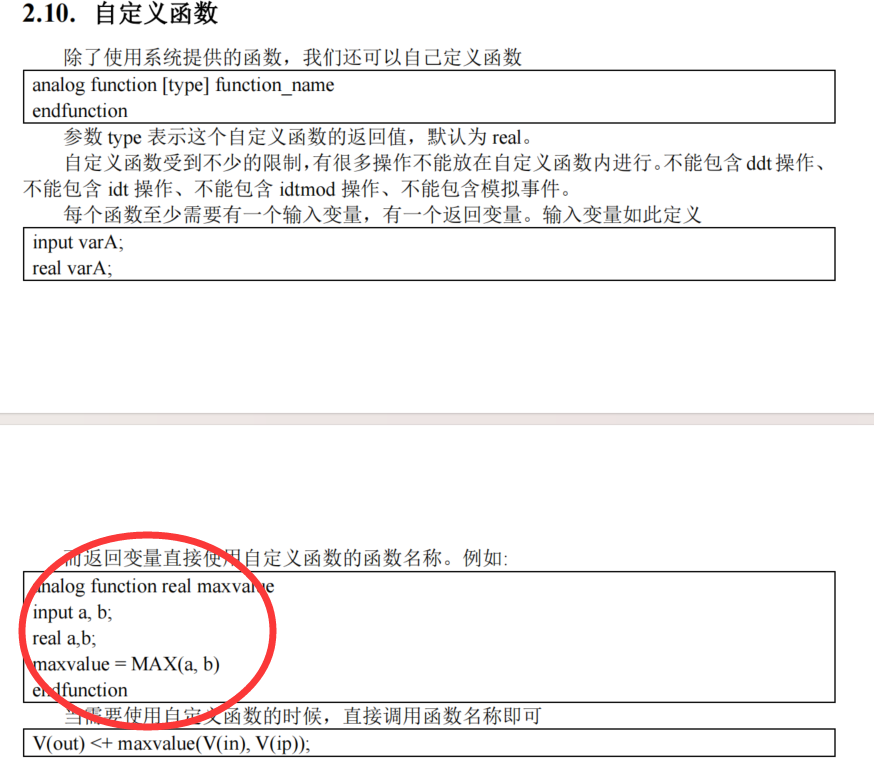 2.10. 自定义函数
除了使用系统提供的函数，我们还可以自己定义函数
analog function [type] function_name
endfunction
参数 type 表示这个自定义函数的返回值，默认为 real。
自定义函数受到不少的限制，有很多操作不能放在自定义函数内进行。不能包含 ddt 操作、
不能包含 idt 操作、不能包含 idtmod 操作、不能包含模拟事件。
每个函数至少需要有一个输入变量，有一个返回变量。输入变量如此定义
input varA;
real varA;
而返回变量直接使用自定义函数的函数名称。例如:
analog function real maxvalue
input a, b;
real a,b;
maxvalue = MAX(a, b)
endfunction
当需要使用自定义函数的时候，直接调用函数名称即可
V(out) <+ maxvalue(V(in), V(ip));